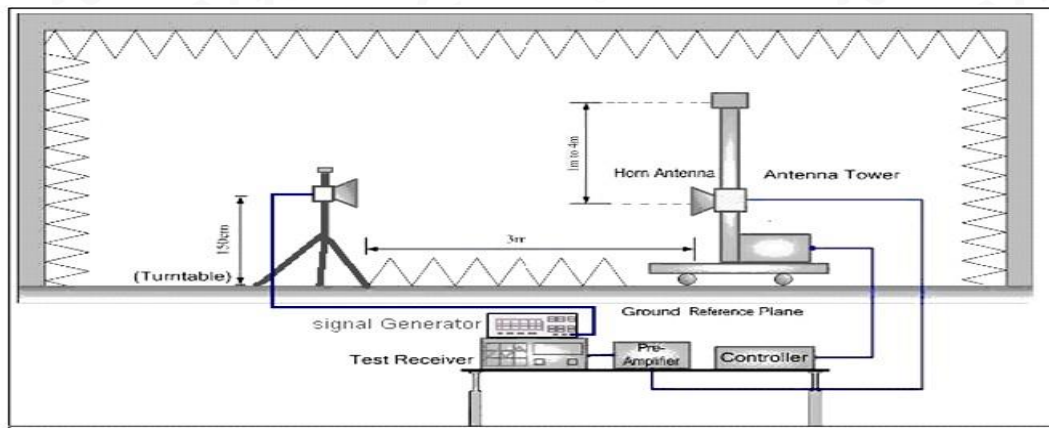 1m to 4m
Horn Antenna
Antenna Tower
150cm
3m
(Turntable)
Ground Reference Plane
signal Generator
Test Receiver
Pre-
Amplifier
Controller